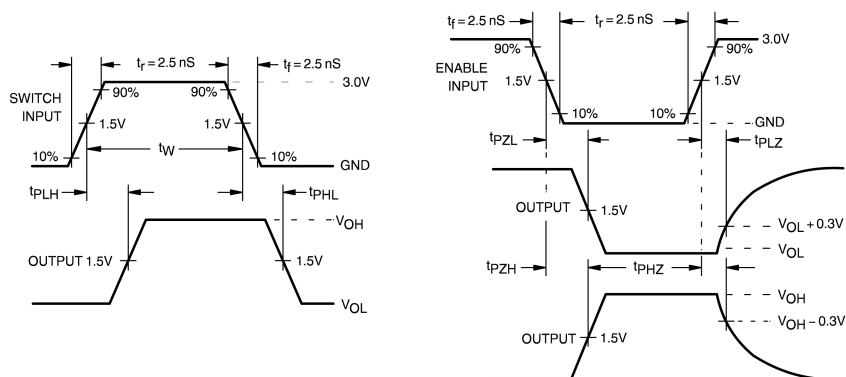 tr = 2.5 nS
tf = 2.5 nS
3.0V
SWITCH INPUT
90%
90%
1.5V
1.5V
10%
tW
10%
GND
tPLH
tPHL
VOH
OUTPUT 1.5V
1.5V
VOL
tf = 2.5 nS
tr = 2.5 nS
3.0V
90%
90%
ENABLE INPUT
1.5V
1.5V
10%
10%
GND
tPZL
tPLZ
OUTPUT
1.5V
VOL + 0.3V
VOL
tPZH
tPHZ
VOH
VOH – 0.3V
OUTPUT
1.5V